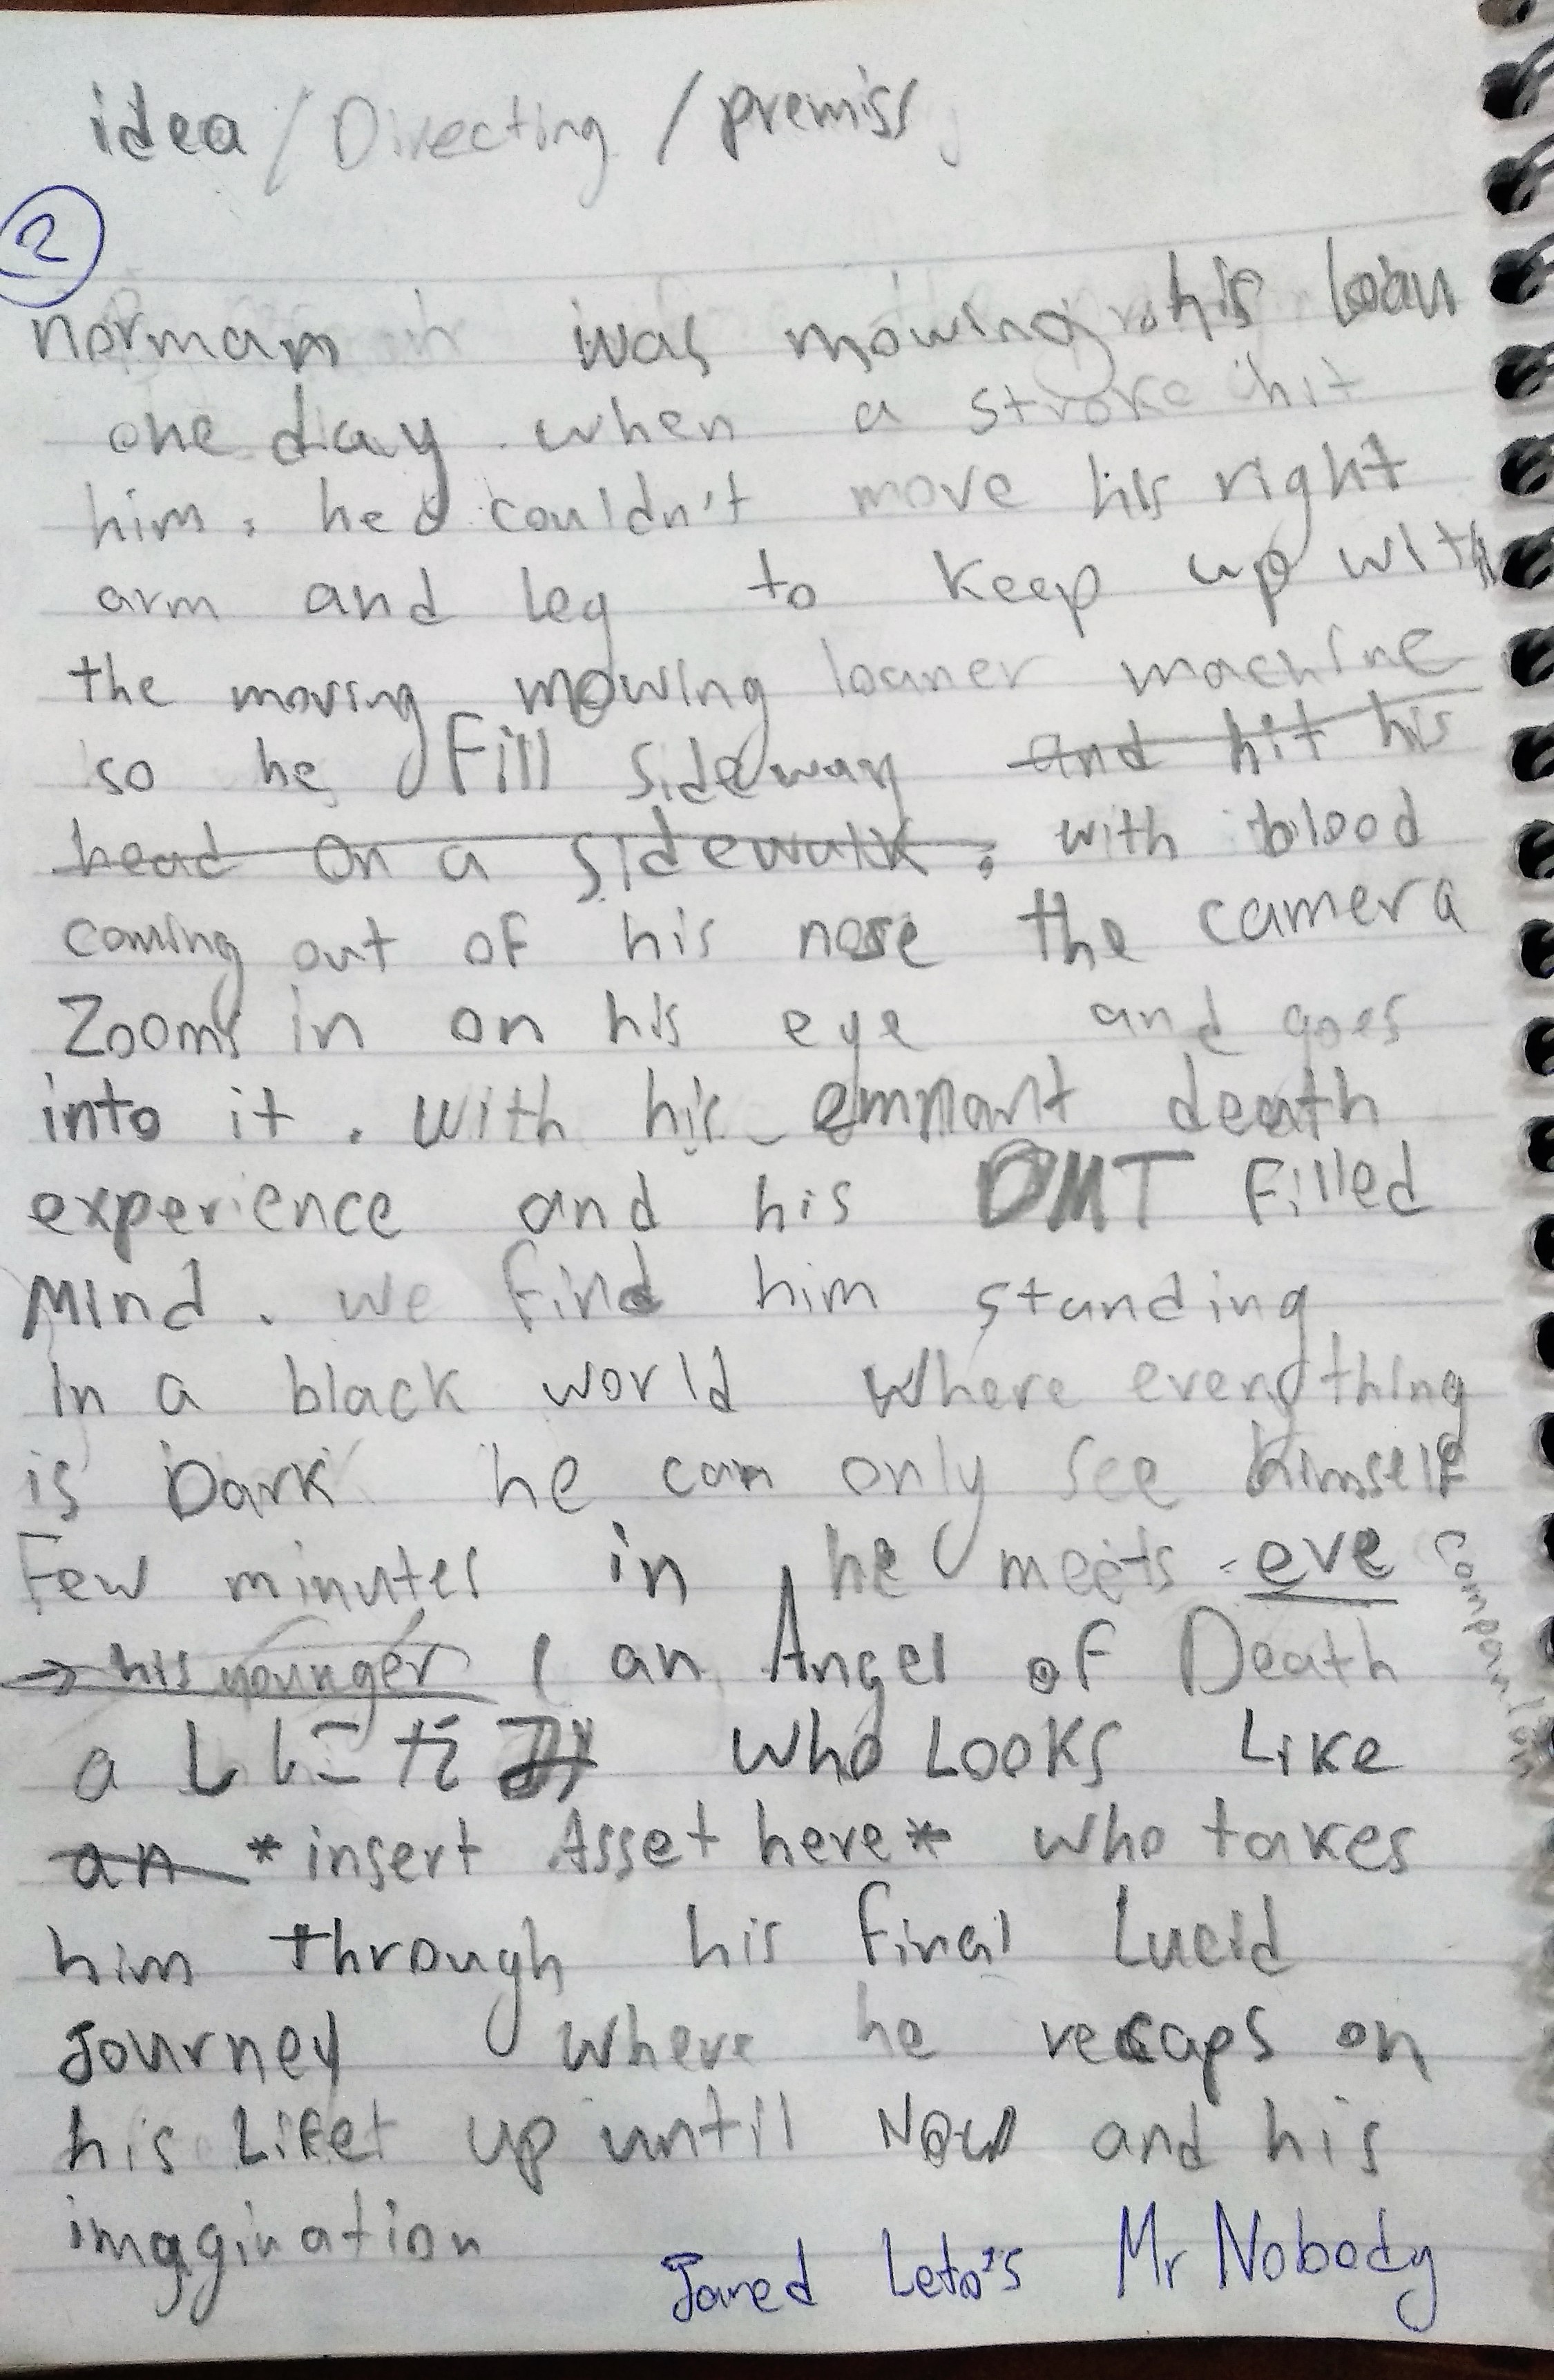 idea / Directing / premiss
2
normam was mowing his loan
one day when a stroke hit
him. he couldn't move his right
arm and leg to keep up with
the moving mowing loaner machine
so he fill sideway and hit his
head on a sidewalk. with blood
coming out of his nose the camera
Zooms in on his eye and goes
into it. with his emnant death
experience and his DMT filled
Mind. we find him standing
in a black world where everything
is Dark he can only see himself
Few minutes in he meets eve
companion
→ his younger ( an Angel of Death
a who Looks Like
an *insert Asset here* who takes
him through his final Lucid
Journey where he recaps on
his Life up until Now and his
imagination
Jared Leto's Mr Nobody